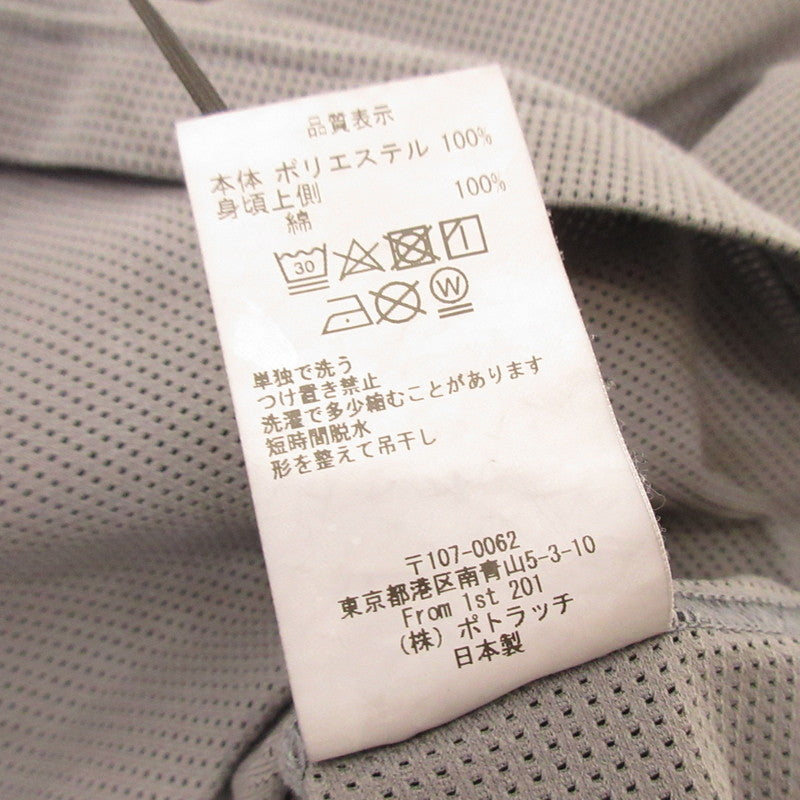 品質表示
本体 ポリエステル 100%
身頃上側
綿 100%
30
W
単独で洗う
つけ置き禁止
洗濯で多少縮むことがあります
短時間脱水
形を整えて吊干し
〒107-0062
東京都港区南青山5-3-10
From 1st 201
(株) ポトラッチ
日本製